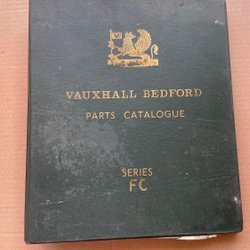 VAUXHALL BEDFORD
PARTS CATALOGUE
SERIES
FC